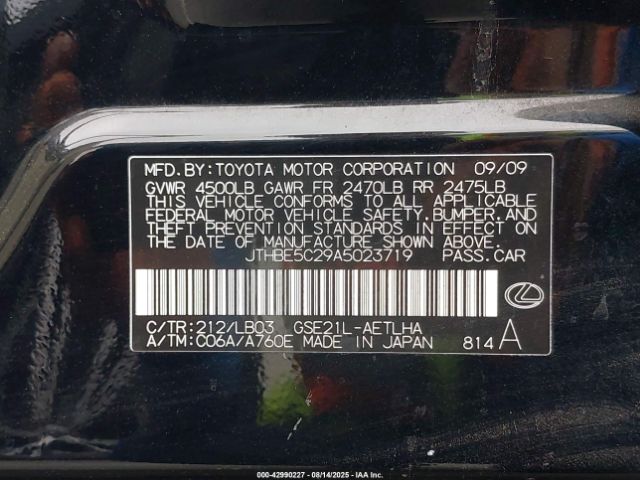 MFD.BY:TOYOTA MOTOR CORPORATION 09/09
GVWR 4500LB GAWR FR 2470LB RR 2475LB
THIS VEHICLE CONFORMS TO ALL APPLICABLE
FEDERAL MOTOR VEHICLE SAFETY,BUMPER,AND
THEFT PREVENTION STANDARDS IN EFFECT ON
THE DATE OF MANUFACTURE SHOWN ABOVE.
JTHBE5C29A5023719 PASS.CAR
C/TR:212/LB03 GSE21L-AETLHA
A/TM:C06A/A760E MADE IN JAPAN 814 A
000-42990227 - 08/14/2025 - IAAI, Inc.